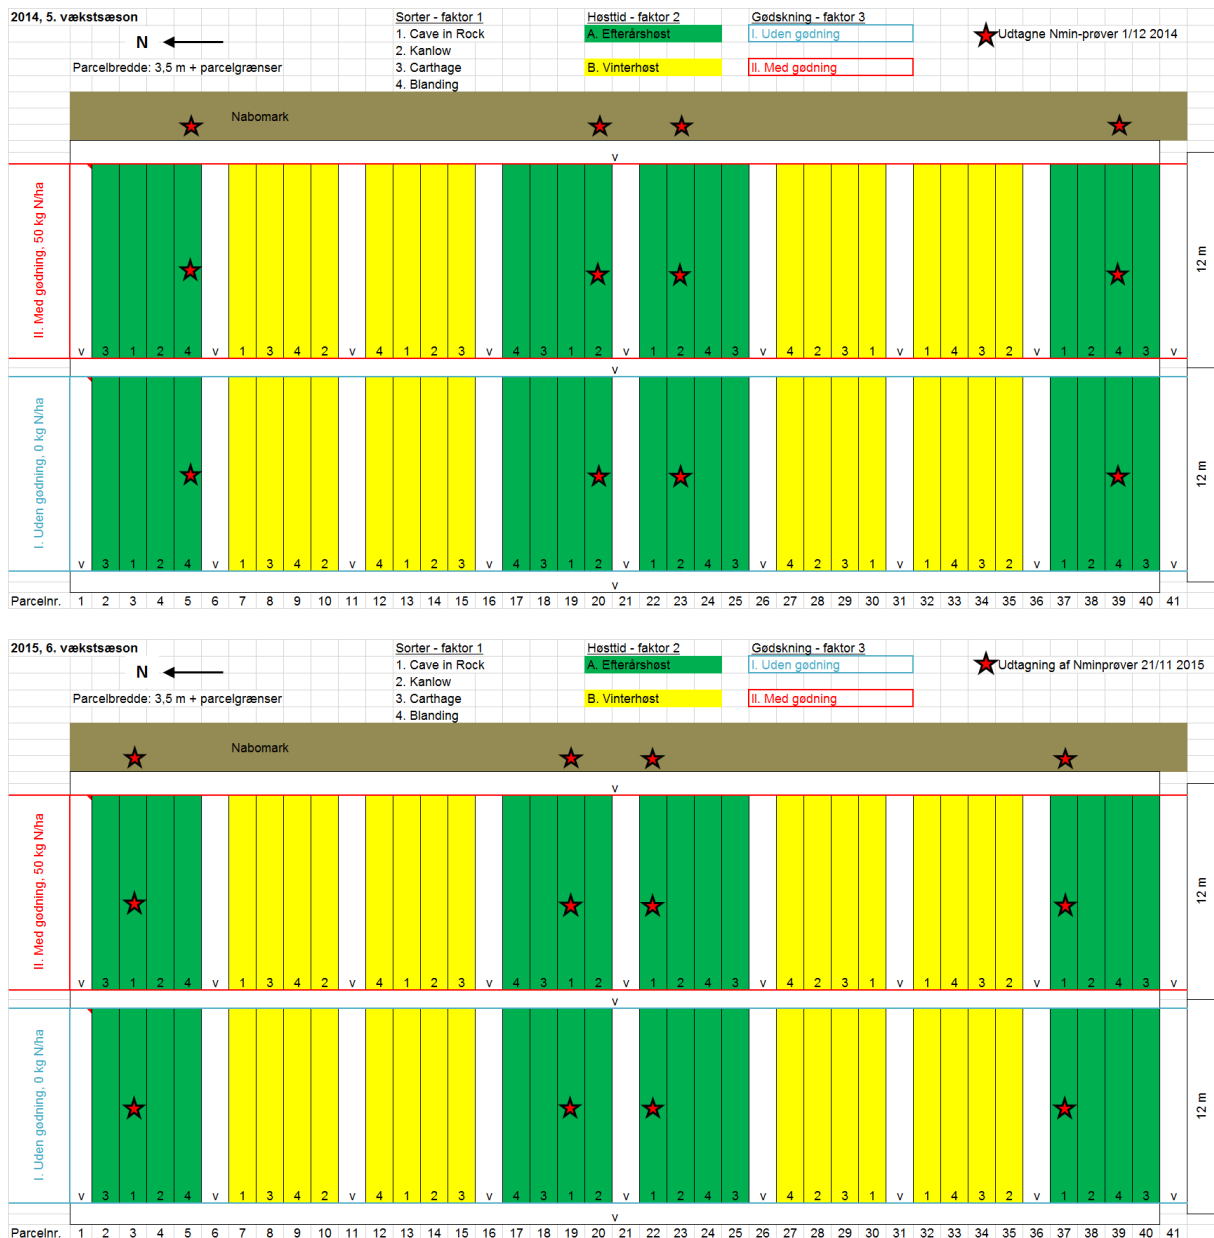 2014, 5. vækstsæson Sorter - faktor 1 Høsttid - faktor 2 Gødskning - faktor 3
1. Cave in Rock A. Efterårshøst I. Uden gødning Udtagne Nmin-prøver 1/12 2014
N 2. Kanlow
Parcelbredde: 3,5 m + parcelgrænser 3. Carthage B. Vinterhøst II. Med gødning
4. Blanding
Nabomark
v
II. Med gødning, 50 kg N/ha
12 m
v 3 1 2 4 v 1 3 4 2 v 4 1 2 3 v 4 3 1 2 v 1 2 4 3 v 4 2 3 1 v 1 4 3 2 v 1 2 4 3 v
v
I. Uden gødning, 0 kg N/ha
12 m
v 3 1 2 4 v 1 3 4 2 v 4 1 2 3 v 4 3 1 2 v 1 2 4 3 v 4 2 3 1 v 1 4 3 2 v 1 2 4 3 v
v
Parcelnr. 1 2 3 4 5 6 7 8 9 10 11 12 13 14 15 16 17 18 19 20 21 22 23 24 25 26 27 28 29 30 31 32 33 34 35 36 37 38 39 40 41
2015, 6. vækstsæson Sorter - faktor 1 Høsttid - faktor 2 Gødskning - faktor 3
1. Cave in Rock A. Efterårshøst I. Uden gødning Udtagning af Nminprøver 21/11 2015
N 2. Kanlow
Parcelbredde: 3,5 m + parcelgrænser 3. Carthage B. Vinterhøst II. Med gødning
4. Blanding
Nabomark
v
II. Med gødning, 50 kg N/ha
12 m
v 3 1 2 4 v 1 3 4 2 v 4 1 2 3 v 4 3 1 2 v 1 2 4 3 v 4 2 3 1 v 1 4 3 2 v 1 2 4 3 v
v
I. Uden gødning, 0 kg N/ha
12 m
v 3 1 2 4 v 1 3 4 2 v 4 1 2 3 v 4 3 1 2 v 1 2 4 3 v 4 2 3 1 v 1 4 3 2 v 1 2 4 3 v
v
Parcelnr. 1 2 3 4 5 6 7 8 9 10 11 12 13 14 15 16 17 18 19 20 21 22 23 24 25 26 27 28 29 30 31 32 33 34 35 36 37 38 39 40 41